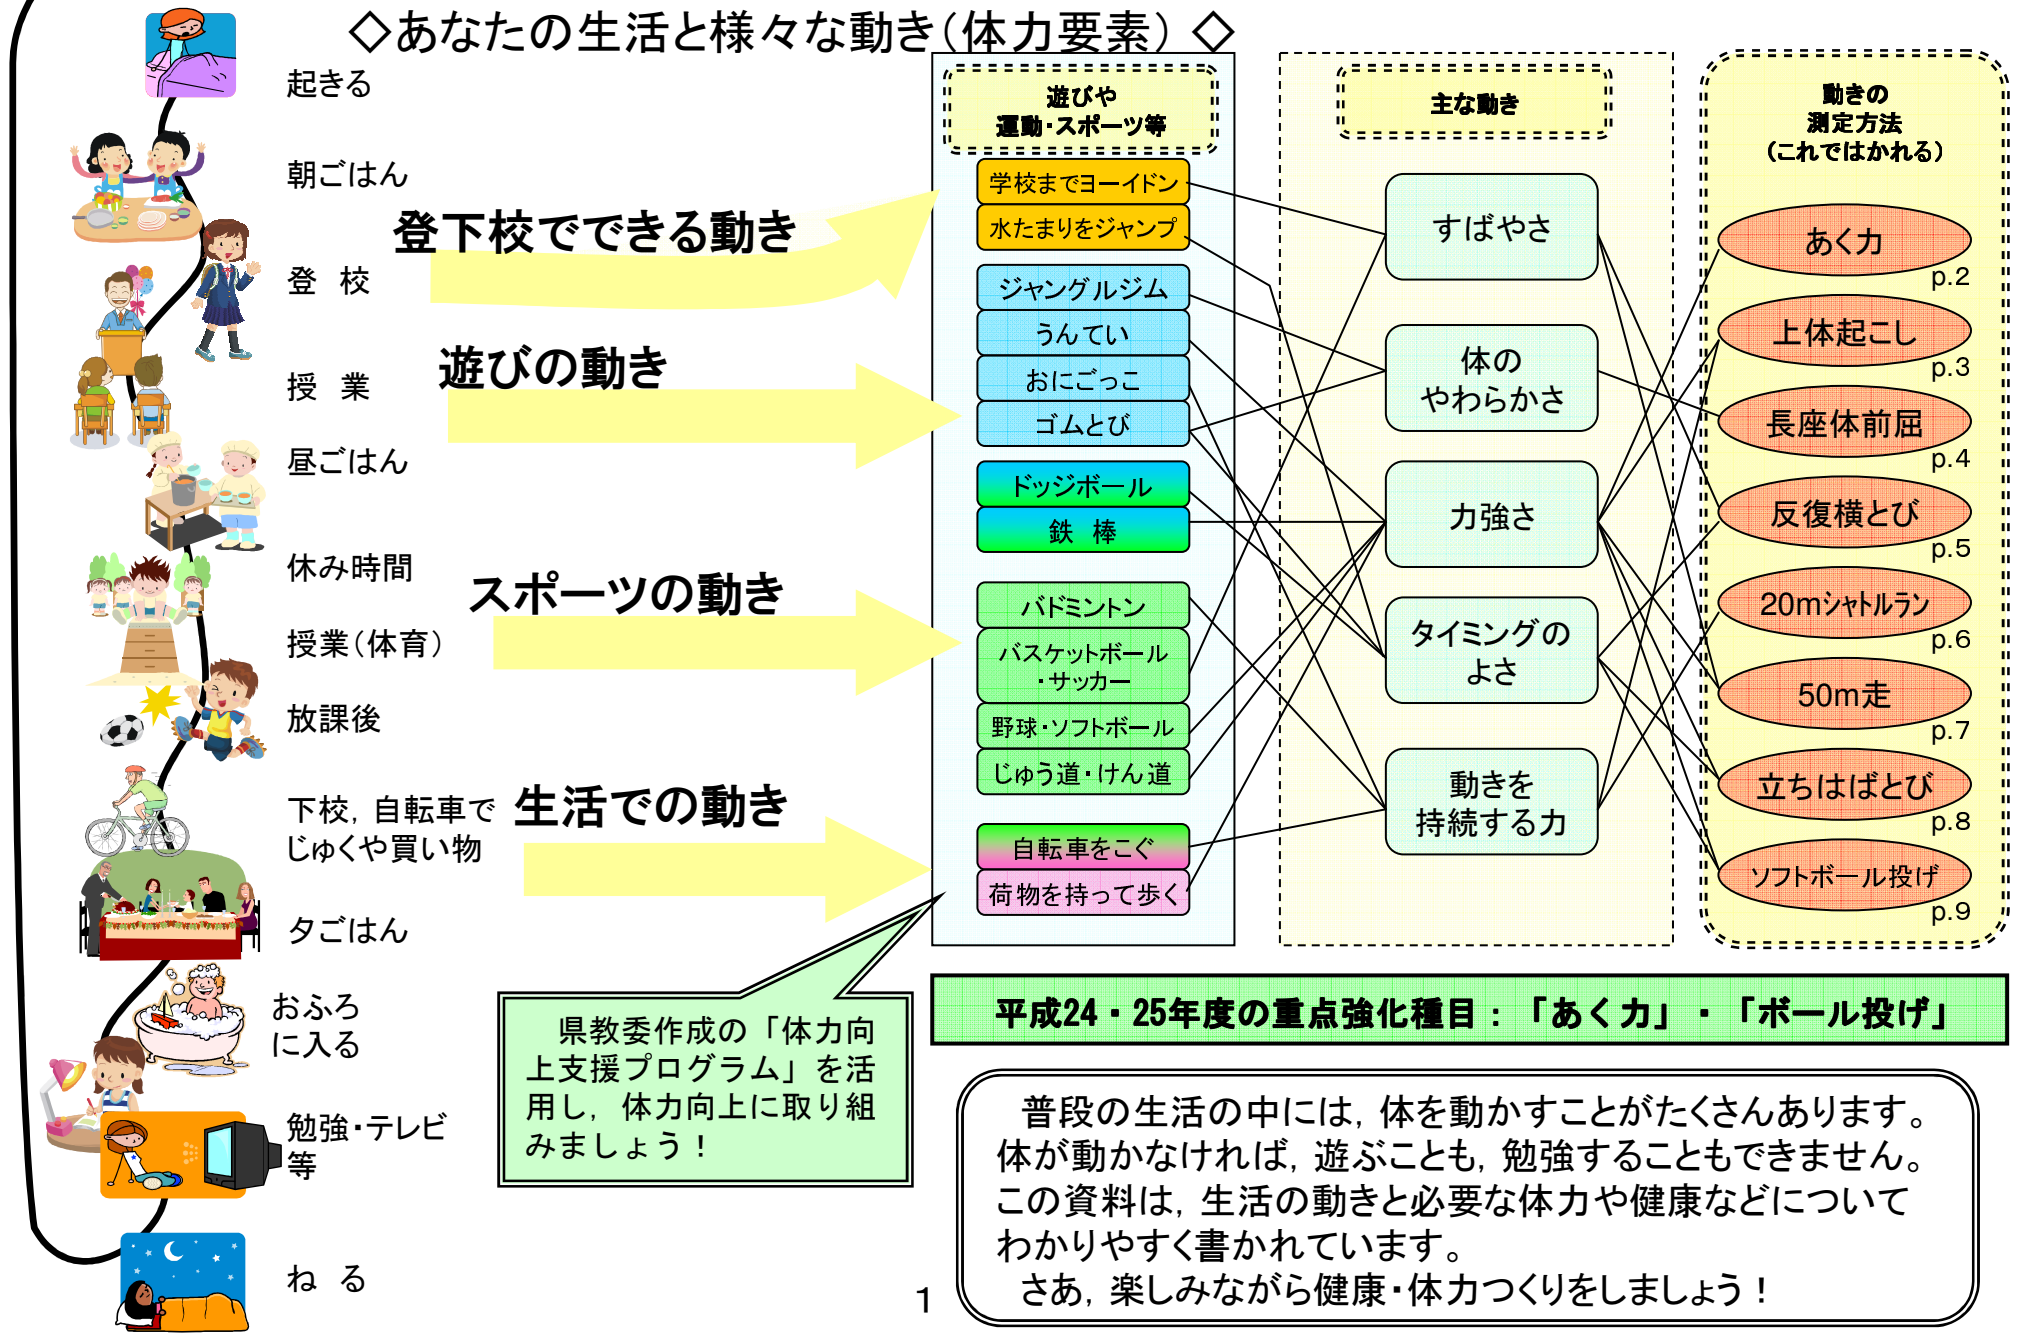 ◇あなたの生活と様々な動き(体力要素)◇
起きる
朝ごはん
登　校
授　業
昼ごはん
休み時間
授業(体育)
放課後
下校，自転車で
じゅくや買い物
夕ごはん
おふろ
に入る
勉強・テレビ
等
ね　る
登下校でできる動き
遊びの動き
スポーツの動き
生活での動き
遊びや
運動・スポーツ等
学校までヨーイドン
水たまりをジャンプ
ジャングルジム
うんてい
おにごっこ
ゴムとび
ドッジボール
鉄　棒
バドミントン
バスケットボール
・サッカー
野球・ソフトボール
じゅう道・けん道
自転車をこぐ
荷物を持って歩く
主な動き
すばやさ
体の
やわらかさ
力強さ
タイミングの
よさ
動きを
持続する力
動きの
測定方法
(これではかれる)
あく力
p.2
上体起こし
p.3
長座体前屈
p.4
反復横とび
p.5
20mシャトルラン
p.6
50m走
p.7
立ちはばとび
p.8
ソフトボール投げ
p.9
県教委作成の「体力向
上支援プログラム」を活
用し，体力向上に取り組
みましょう！
平成24・25年度の重点強化種目：「あく力」・「ボール投げ」
普段の生活の中には，体を動かすことがたくさんあります。
体が動かなければ，遊ぶことも，勉強することもできません。
この資料は，生活の動きと必要な体力や健康などについて
わかりやすく書かれています。
さあ，楽しみながら健康・体力つくりをしましょう！
1